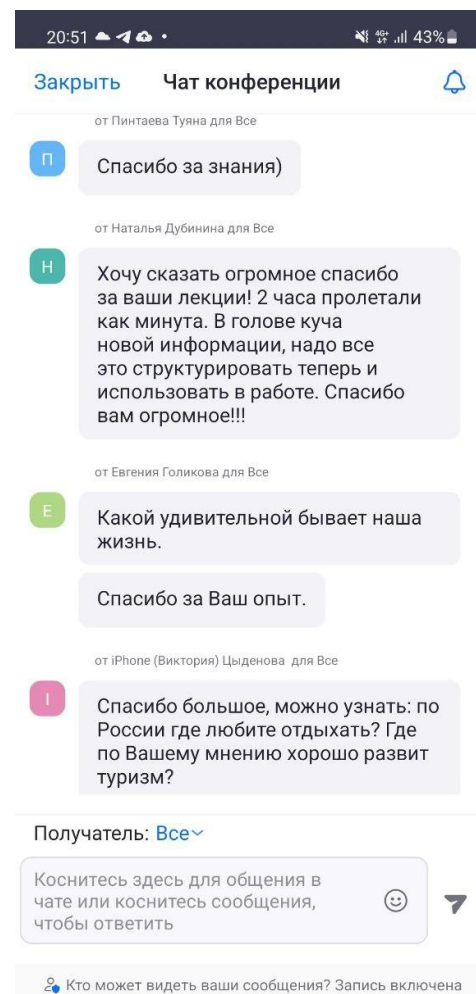 20:51
4G+
43%
Закрыть Чат конференции
от Пинтаева Туяна для Все
П
Спасибо за знания)
от Наталья Дубинина для Все
Н
Хочу сказать огромное спасибо
за ваши лекции! 2 часа пролетали
как минута. В голове куча
новой информации, надо все
это структурировать теперь и
использовать в работе. Спасибо
вам огромное!!!
от Евгения Голикова для Все
Е
Какой удивительной бывает наша
жизнь.
Спасибо за Ваш опыт.
от iPhone (Виктория) Цыденова для Все
I
Спасибо большое, можно узнать: по
России где любите отдыхать? Где
по Вашему мнению хорошо развит
туризм?
Получатель: Все
Коснитесь здесь для общения в
чате или коснитесь сообщения,
чтобы ответить
Кто может видеть ваши сообщения? Запись включена